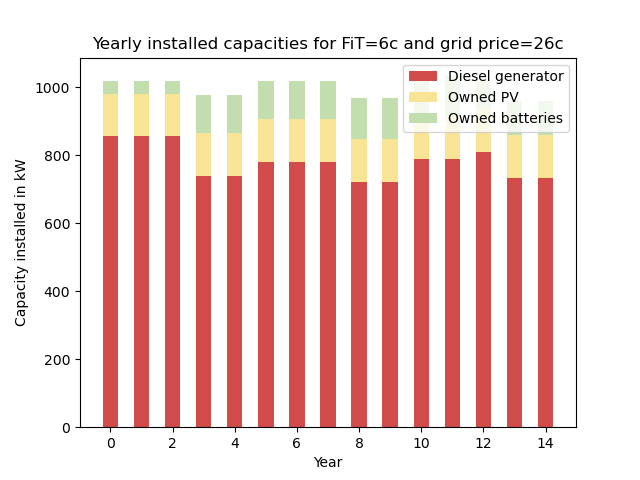 Yearly installed capacities for FiT=6c and grid price=26c
Diesel generator
Owned PV
Owned batteries
Capacity installed in kW
1000
800
600
400
200
0
0 2 4 6 8 10 12 14
Year